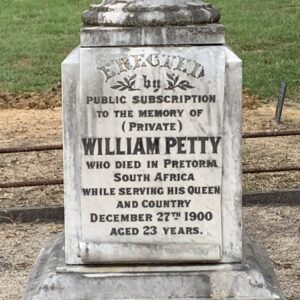 ERECTED
by
PUBLIC SUBSCRIPTION
TO THE MEMORY OF
(PRIVATE)
WILLIAM PETTY
WHO DIED IN PRETORIA
SOUTH AFRICA
WHILE SERVING HIS QUEEN
AND COUNTRY
DECEMBER 27TH 1900
AGED 23 YEARS.